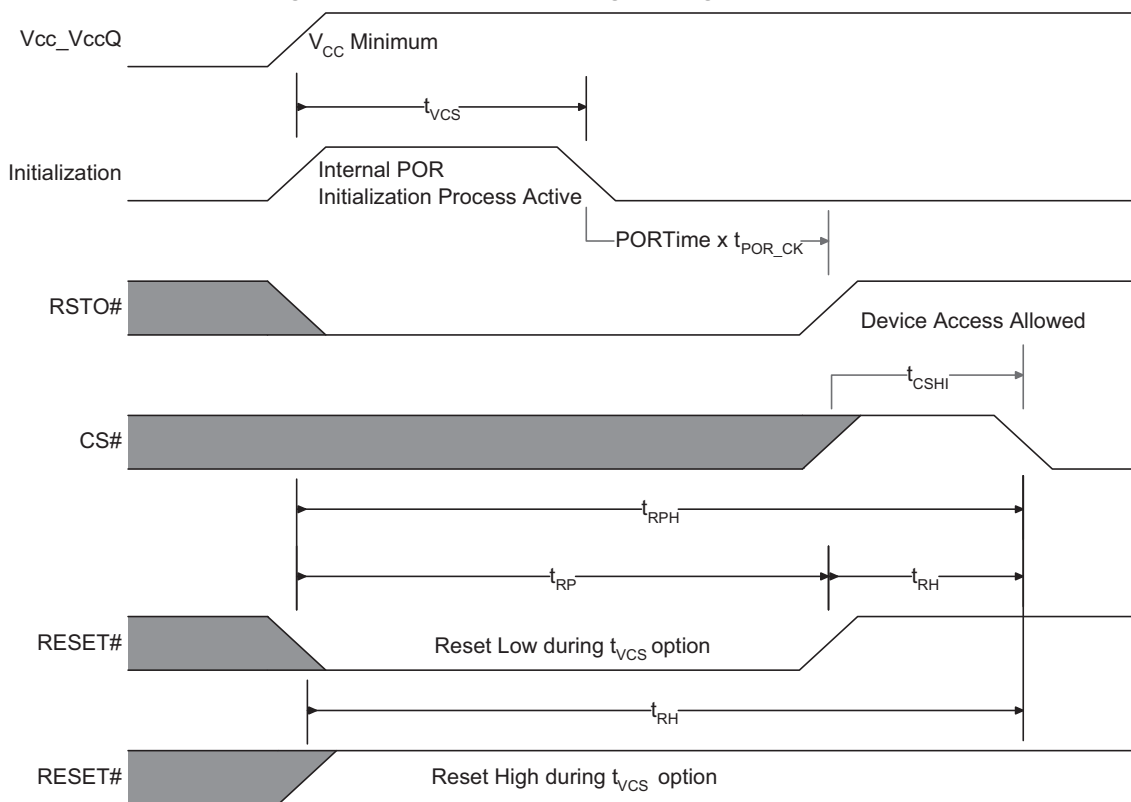 Vcc_VccQ
VCC Minimum
tVCS
Initialization
Internal POR
Initialization Process Active
PORTime x tPOR_CK
RSTO#
Device Access Allowed
tCSHI
CS#
tRPH
tRP
tRH
RESET#
Reset Low during tVCS option
tRH
RESET#
Reset High during tVCS option